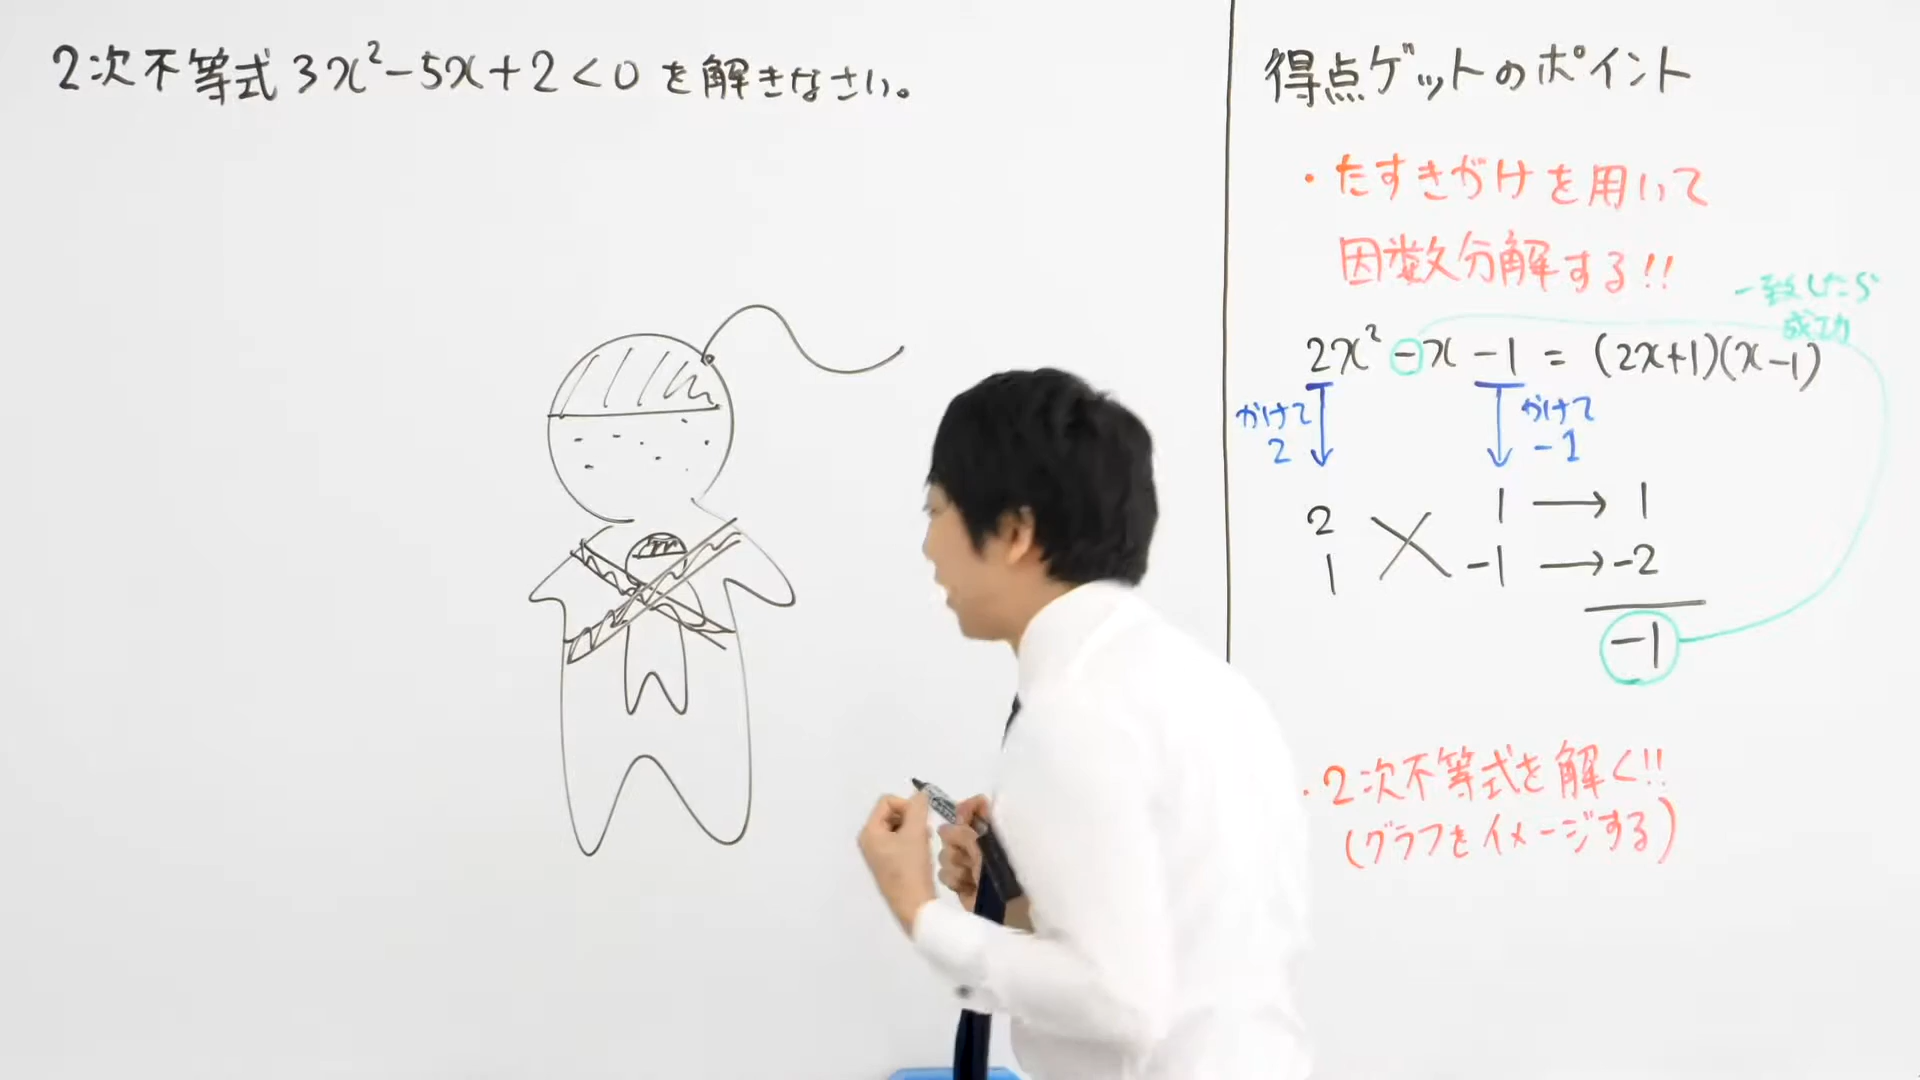 2次不等式 3x²-5x+2<0 を解きなさい。
得点ゲットのポイント
・たすきがけを用いて
因数分解する!!
一致したら
成功
2x²-x-1 = (2x+1)(x-1)
かけて かけて
2 -1
2 1 → 1
1 -1 → -2
-1
・2次不等式を解く!!
(グラフをイメージする)